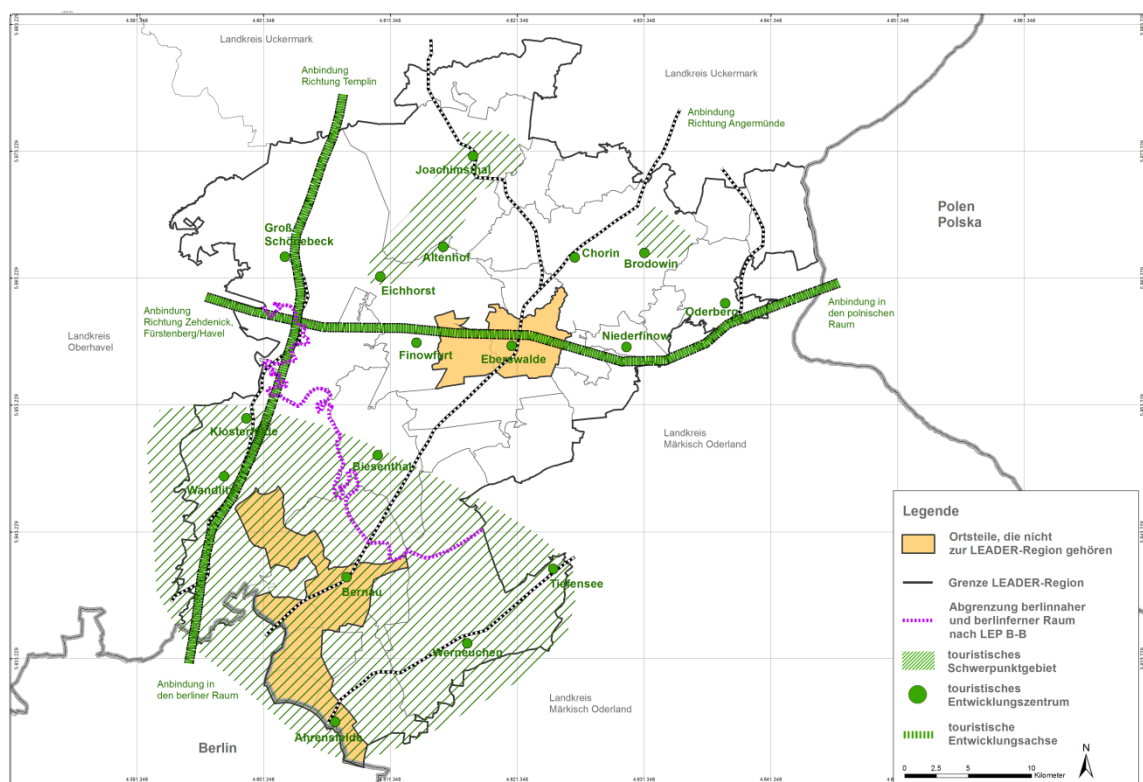 Landkreis Uckermark
Anbindung
Richtung Templin
Landkreis Uckermark
Anbindung
Richtung Angermünde
Joachimsthal
Polen
Polska
Groß
Schönebeck
Altenhof
Chorin
Brodowin
Eichhorst
Oderberg
Anbindung in
den polnischen
Raum
Anbindung
Richtung Zehdenick,
Fürstenberg/Havel
Landkreis
Oberhavel
Finowfurt
Eberswalde
Niederfinow
Klosterfelde
Landkreis
Märkisch Oderland
Biesenthal
Wandlitz
Bernau
Tiefensee
Werneuchen
Anbindung in
den berliner Raum
Landkreis
Märkisch Oderland
Ahrensfelde
Berlin
Legende
Ortsteile, die nicht
zur LEADER-Region gehören
Grenze LEADER-Region
Abgrenzung berlinnaher
und berlinferner Raum
nach LEP B-B
touristisches
Schwerpunktgebiet
touristisches
Entwicklungszentrum
touristische
Entwicklungsachse
N
0 2,5 5 10
Kilometer